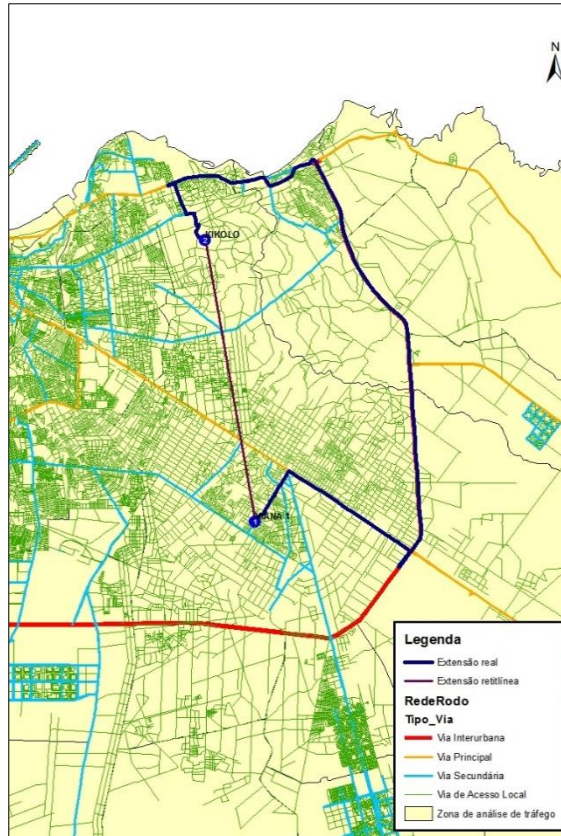 N
KIKOLO
2
1
Legenda
Extensão real
Extensão retitlínea
RedeRodo
Tipo_Via
Via Interurbana
Via Principal
Via Secundária
Via de Acesso Local
Zona de análise de tráfego